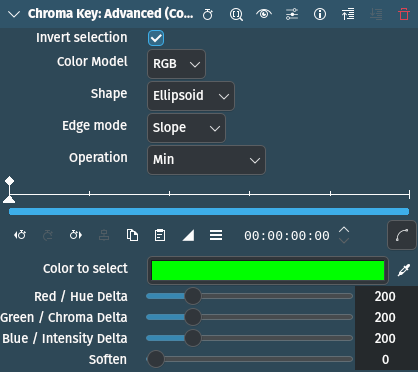 Chroma Key: Advanced (Co...
Invert selection
Color Model RGB
Shape Ellipsoid
Edge mode Slope
Operation Min
00:00:00:00
Color to select
Red / Hue Delta 200
Green / Chroma Delta 200
Blue / Intensity Delta 200
Soften 0